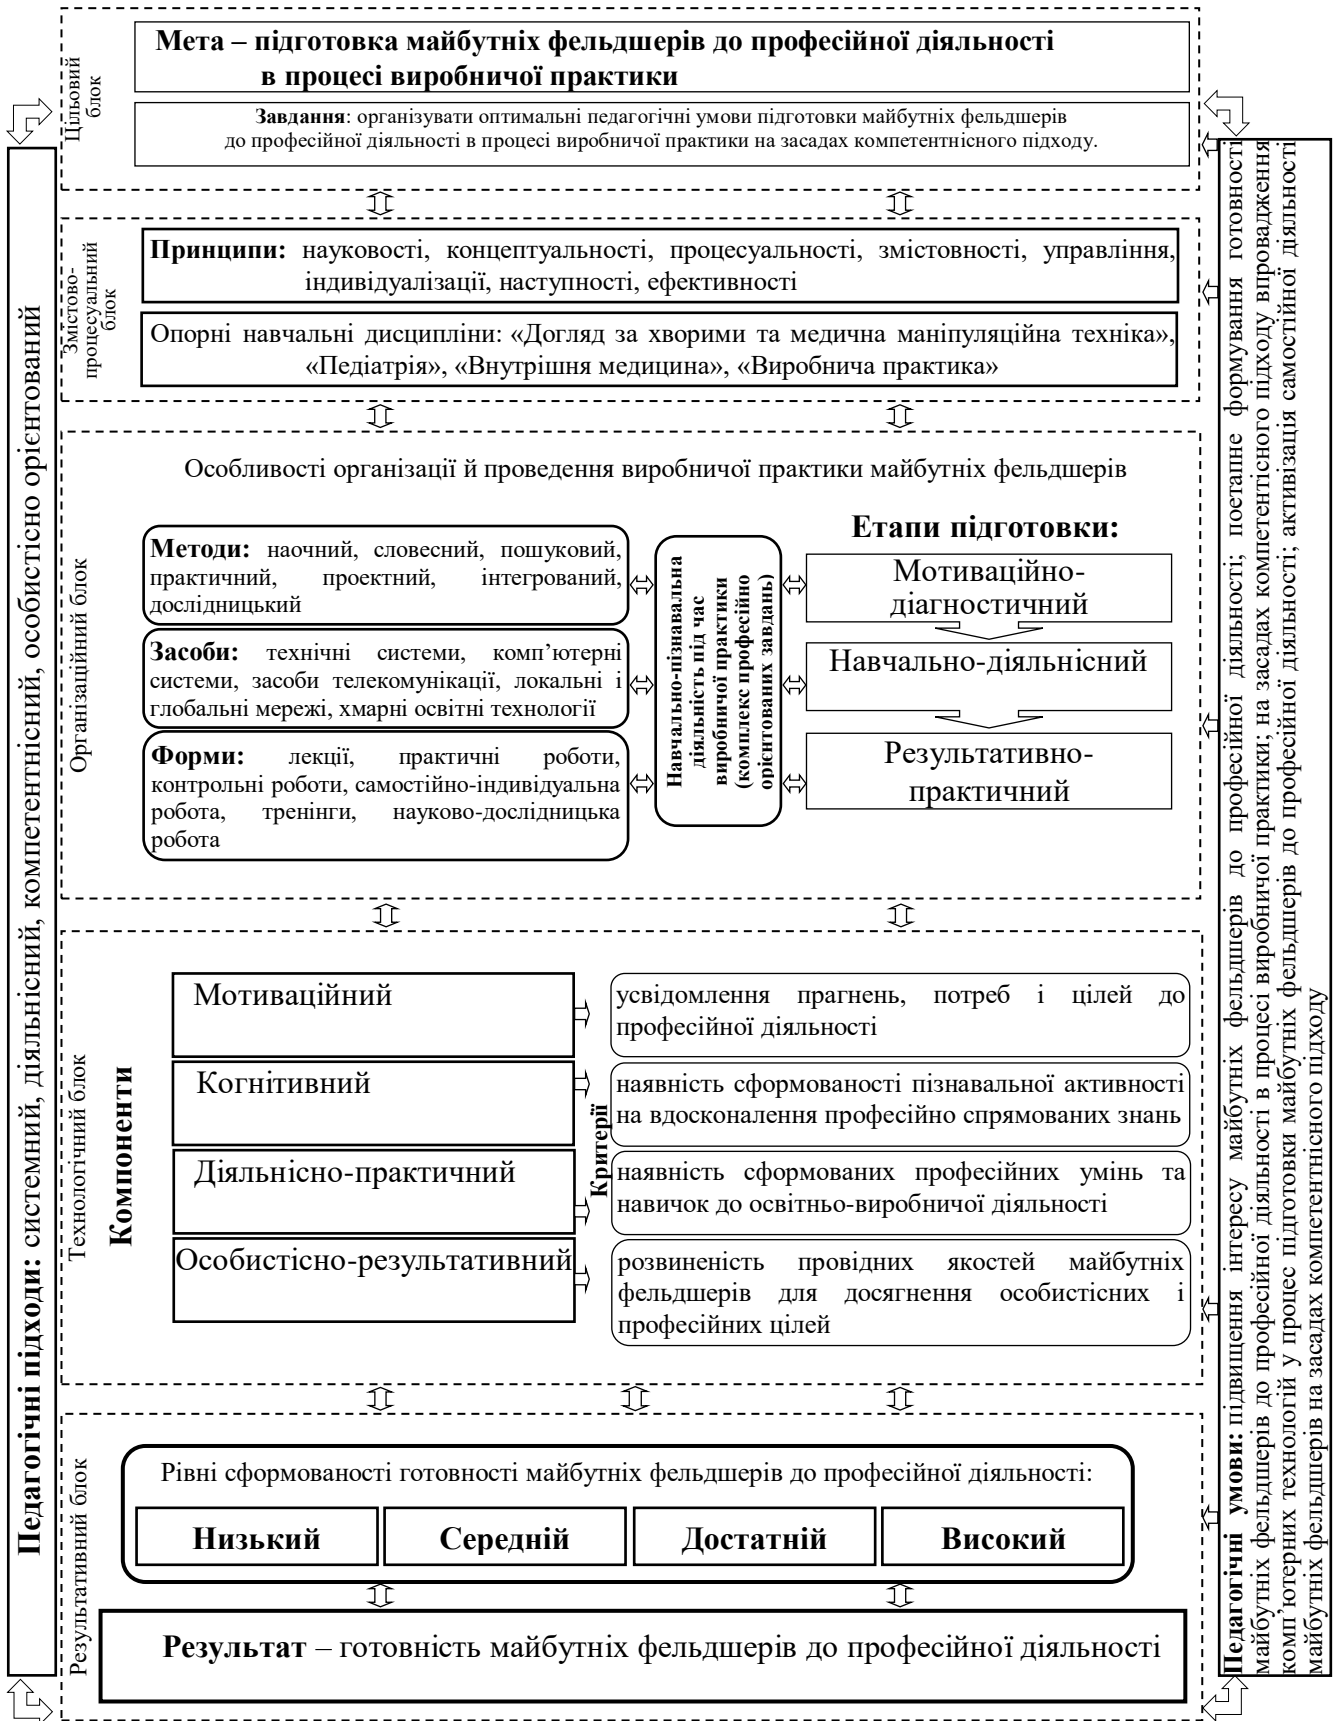 Цільовий
блок
Мета – підготовка майбутніх фельдшерів до професійної діяльності
в процесі виробничої практики
Завдання: організувати оптимальні педагогічні умови підготовки майбутніх фельдшерів
до професійної діяльності в процесі виробничої практики на засадах компетентнісного підходу.
Педагогічні підходи: системний, діяльнісний, компетентнісний, особистісно орієнтований
Змістово-
процесуальний
блок
Принципи: науковості, концептуальності, процесуальності, змістовності, управління,
індивідуалізації, наступності, ефективності
Опорні навчальні дисципліни: «Догляд за хворими та медична маніпуляційна техніка»,
«Педіатрія», «Внутрішня медицина», «Виробнича практика»
Організаційний блок
Особливості організації й проведення виробничої практики майбутніх фельдшерів
Методи: наочний, словесний, пошуковий,
практичний, проектний, інтегрований,
дослідницький
Засоби: технічні системи, комп’ютерні
системи, засоби телекомунікації, локальні і
глобальні мережі, хмарні освітні технології
Форми: лекції, практичні роботи,
контрольні роботи, самостійно-індивідуальна
робота, тренінги, науково-дослідницька
робота
Навчально-пізнавальна
діяльність під час
виробничої практики
(комплекс професійно
орієнтованих завдань)
Етапи підготовки:
Мотиваційно-
діагностичний
Навчально-діяльнісний
Результативно-
практичний
Технологічний блок
Компоненти
Мотиваційний
Когнітивний
Діяльнісно-практичний
Особистісно-результативний
Критерії
усвідомлення прагнень, потреб і цілей до
професійної діяльності
наявність сформованості пізнавальної активності
на вдосконалення професійно спрямованих знань
наявність сформованих професійних умінь та
навичок до освітньо-виробничої діяльності
розвиненість провідних якостей майбутніх
фельдшерів для досягнення особистісних і
професійних цілей
Результативний блок
Рівні сформованості готовності майбутніх фельдшерів до професійної діяльності:
Низький
Середній
Достатній
Високий
Результат – готовність майбутніх фельдшерів до професійної діяльності
Педагогічні умови: підвищення інтересу майбутніх фельдшерів до професійної діяльності; поетапне формування готовності
майбутніх фельдшерів до професійної діяльності в процесі виробничої практики; на засадах компетентісного підходу впровадження
комп’ютерних технологій у процес підготовки майбутніх фельдшерів до професійної діяльності; активізація самостійної діяльності
майбутніх фельдшерів на засадах компетентісного підходу